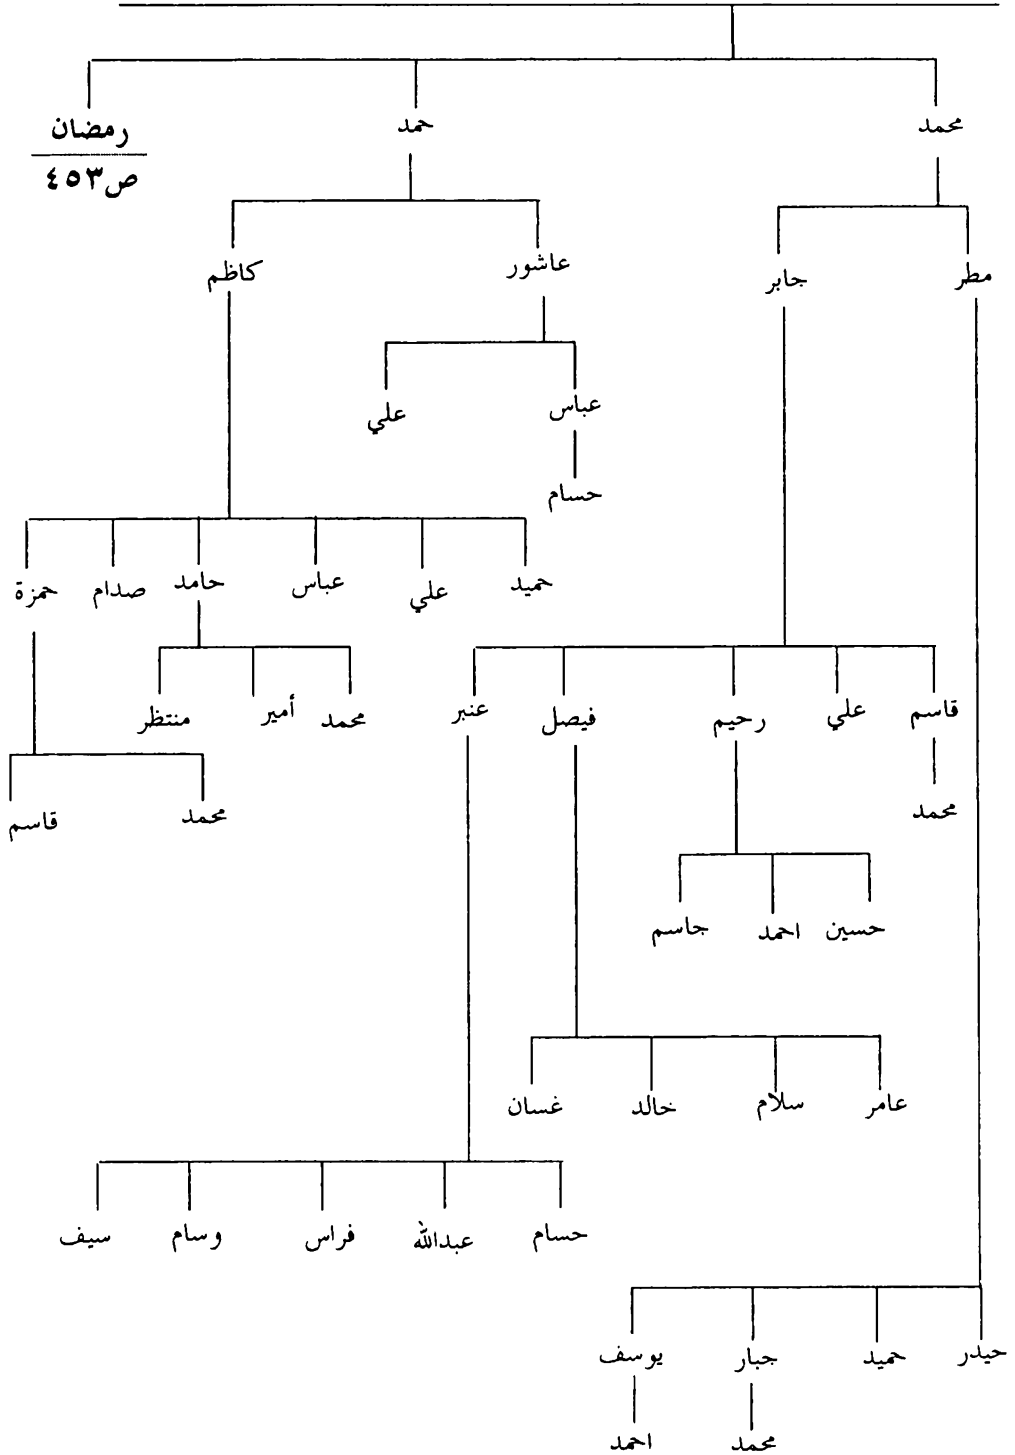 محمد حمد رمضان
ص٤٥٣
مطر جابر عاشور كاظم
عباس علي
حسام
حميد علي عباس حامد صدام حمزة
قاسم علي رحيم فيصل عنبر محمد أمير منتظر
محمد محمد قاسم
حسين احمد جاسم
عامر سلام خالد غسان
حسام عبدالله فراس وسام سيف
حيدر حميد جبار يوسف
محمد احمد